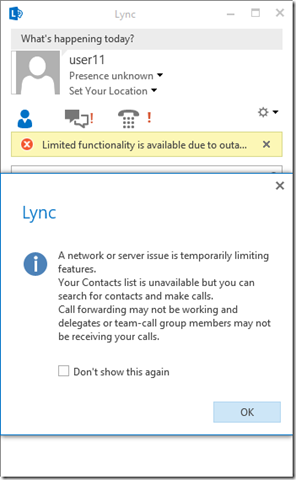 Lync
What's happening today?
user11
Presence unknown
Set Your Location
! !
Limited functionality is available due to outa...
Lync
A network or server issue is temporarily limiting
features.
Your Contacts list is unavailable but you can
search for contacts and make calls.
Call forwarding may not be working and
delegates or team-call group members may not
be receiving your calls.
Don't show this again
OK